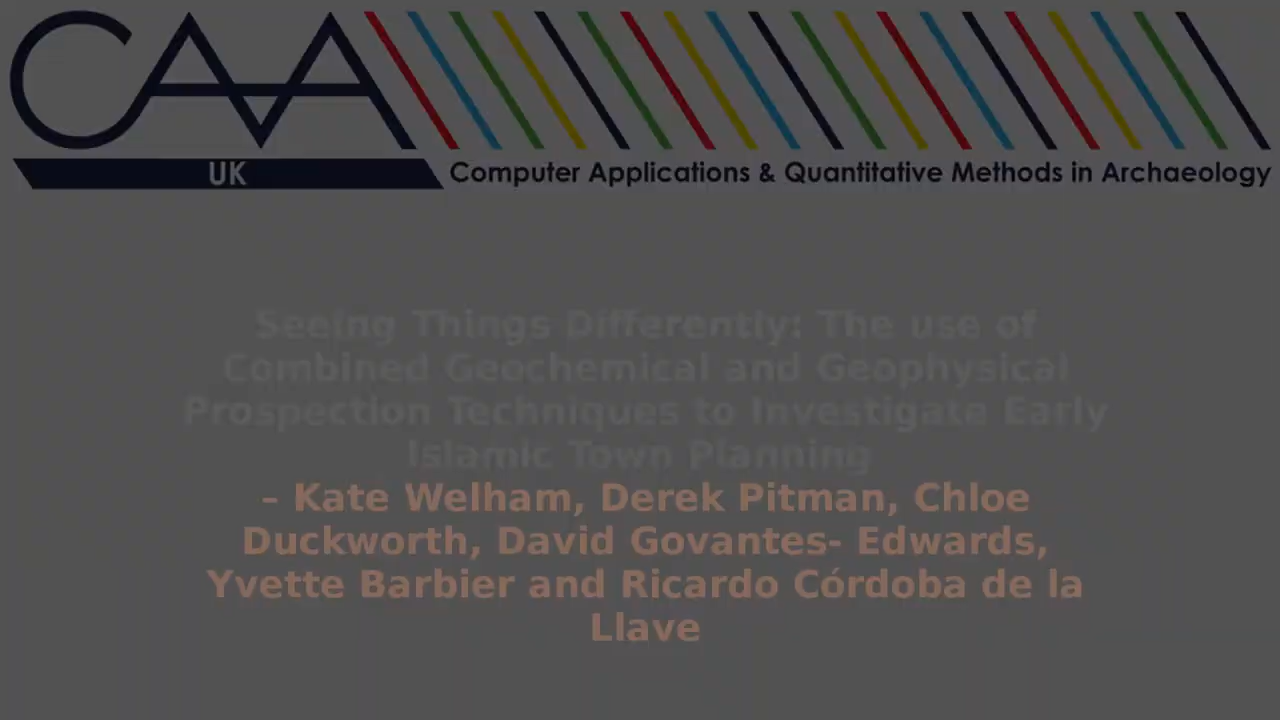 CAA
UK
Computer Applications & Quantitative Methods in Archaeology
Seeing Things Differently: The use of
Combined Geochemical and Geophysical
Prospection Techniques to Investigate Early
Islamic Town Planning
– Kate Welham, Derek Pitman, Chloe
Duckworth, David Govantes- Edwards,
Yvette Barbier and Ricardo Córdoba de la
Llave